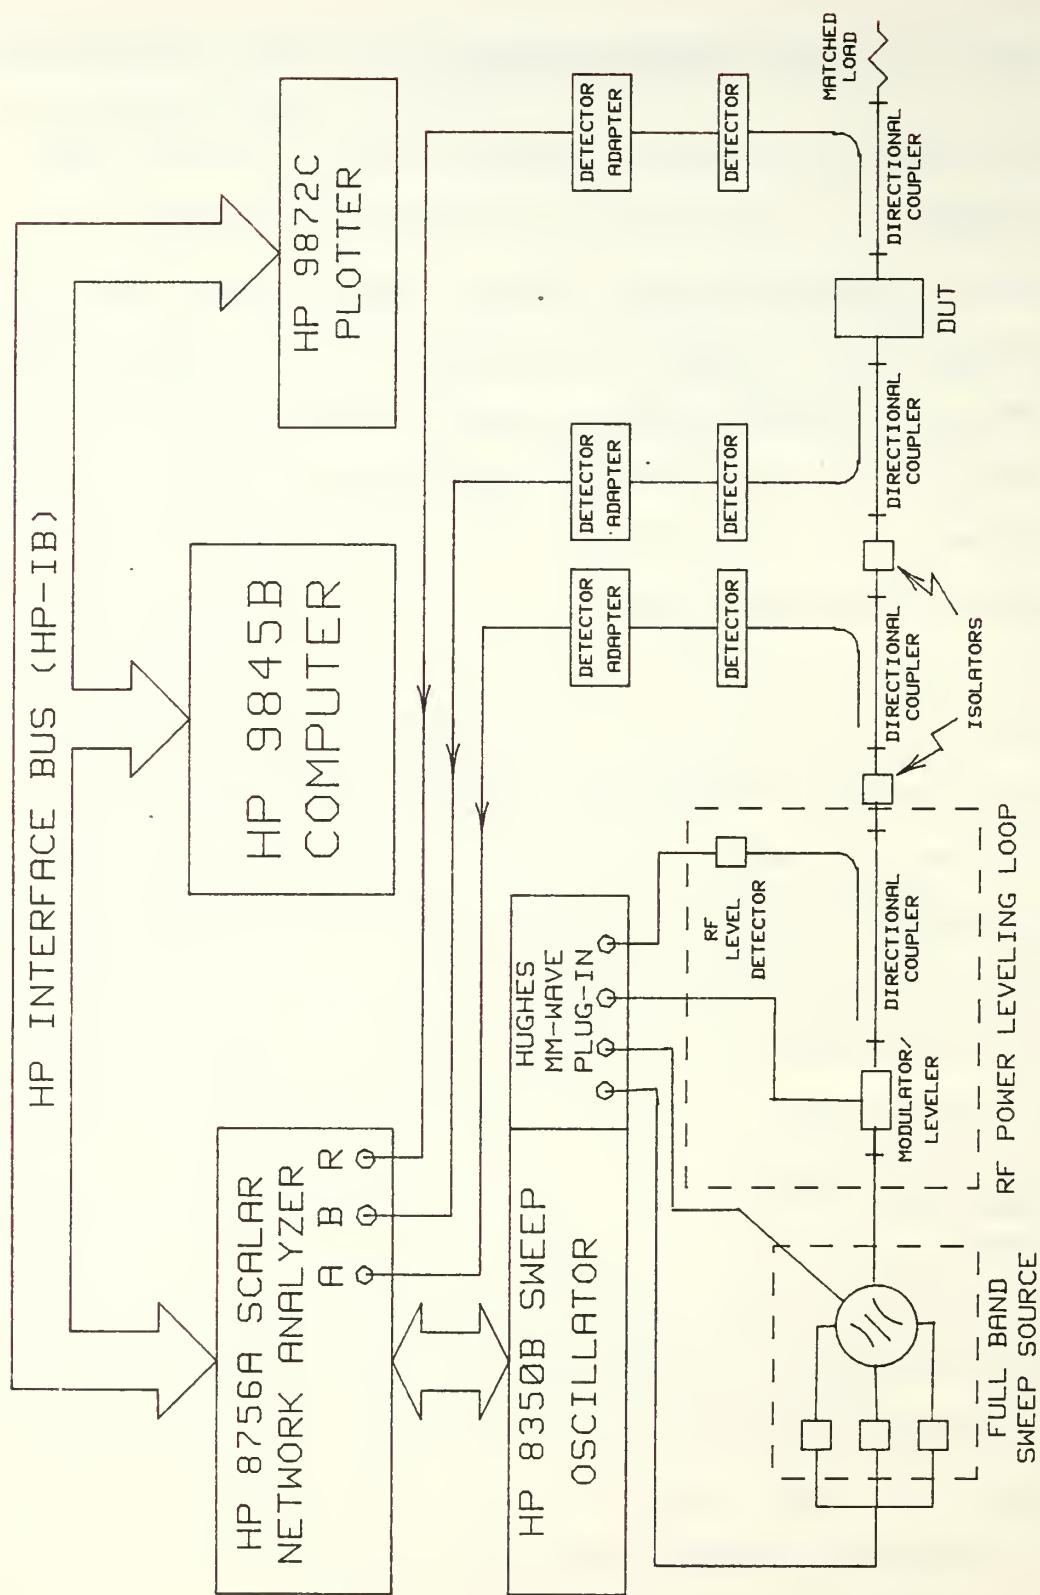 HP INTERFACE BUS (HP-IB)
HP 8756A SCALAR
NETWORK ANALYZER
A B R
HP 9845B
COMPUTER
HP 9872C
PLOTTER
HP 8350B SWEEP
OSCILLATOR
HUGHES
MM-WAVE
PLUG-IN
DETECTOR
ADAPTER
DETECTOR
ADAPTER
DETECTOR
ADAPTER
DETECTOR
DETECTOR
DETECTOR
RF
LEVEL
DETECTOR
MATCHED
LOAD
MODULATOR/
LEVELER
DIRECTIONAL
COUPLER
DIRECTIONAL
COUPLER
DIRECTIONAL
COUPLER
DUT
DIRECTIONAL
COUPLER
ISOLATORS
FULL BAND
SWEEP SOURCE
RF POWER LEVELING LOOP